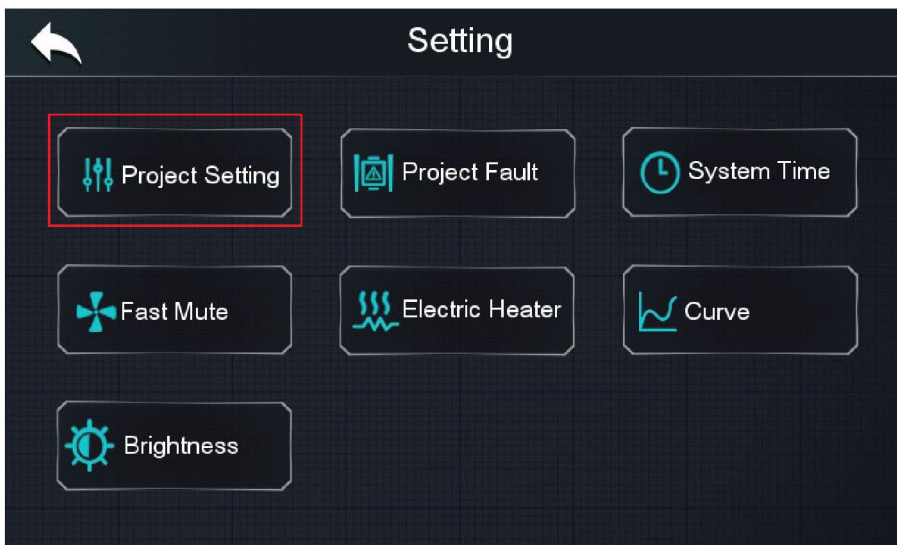 Setting
Project Setting
Project Fault
System Time
Fast Mute
Electric Heater
Curve
Brightness